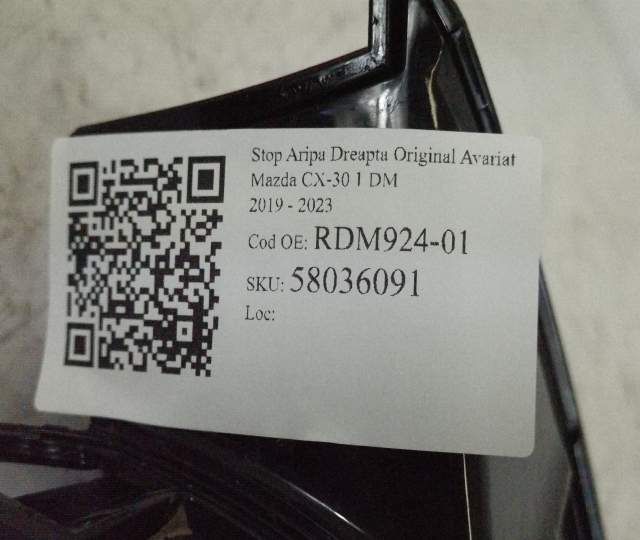 Stop Aripa Dreapta Original Avariat
Mazda CX-30 1 DM
2019 - 2023
Cod OE: RDM924-01
SKU: 58036091
Loc: